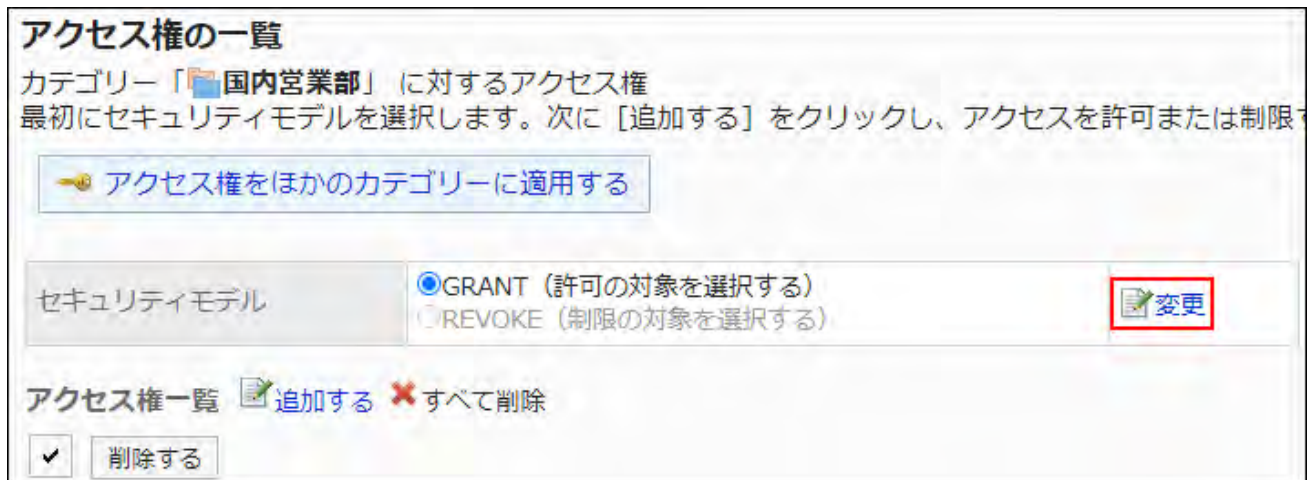 アクセス権の一覧
カテゴリー「国内営業部」 に対するアクセス権
最初にセキュリティモデルを選択します。次に［追加する］をクリックし、アクセスを許可または制限す
アクセス権をほかのカテゴリーに適用する
セキュリティモデル
GRANT（許可の対象を選択する）
REVOKE（制限の対象を選択する）
変更
アクセス権一覧 追加する すべて削除
削除する